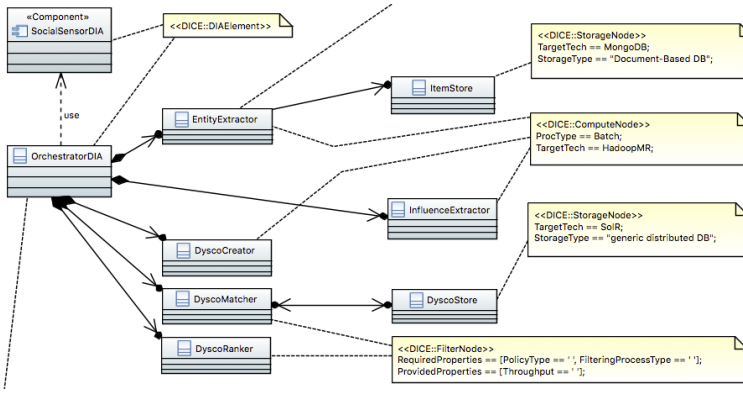 «Component»
SocialSensorDIA
<<DICE::DIAElement>>
<<DICE::StorageNode>>
TargetTech == MongoDB;
StorageType == "Document-Based DB";
ItemStore
use
EntityExtractor
<<DICE::ComputeNode>>
ProcType == Batch;
TargetTech == HadoopMR;
OrchestratorDIA
InfluenceExtractor
<<DICE::StorageNode>>
TargetTech == SolR;
StorageType == "generic distributed DB";
DyscoCreator
DyscoMatcher
DyscoStore
DyscoRanker
<<DICE::FilterNode>>
RequiredProperties == [PolicyType == ' ', FilteringProcessType == ' '];
ProvidedProperties == [Throughput == ' '];